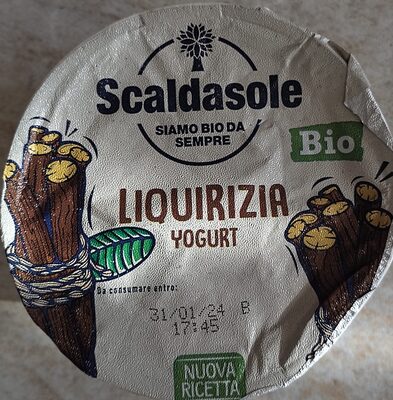 Scaldasole
SIAMO BIO DA
SEMPRE
Bio
LIQUIRIZIA
YOGURT
Da consumare entro:
31/01/24 B
17:45
NUOVA
RICETTA